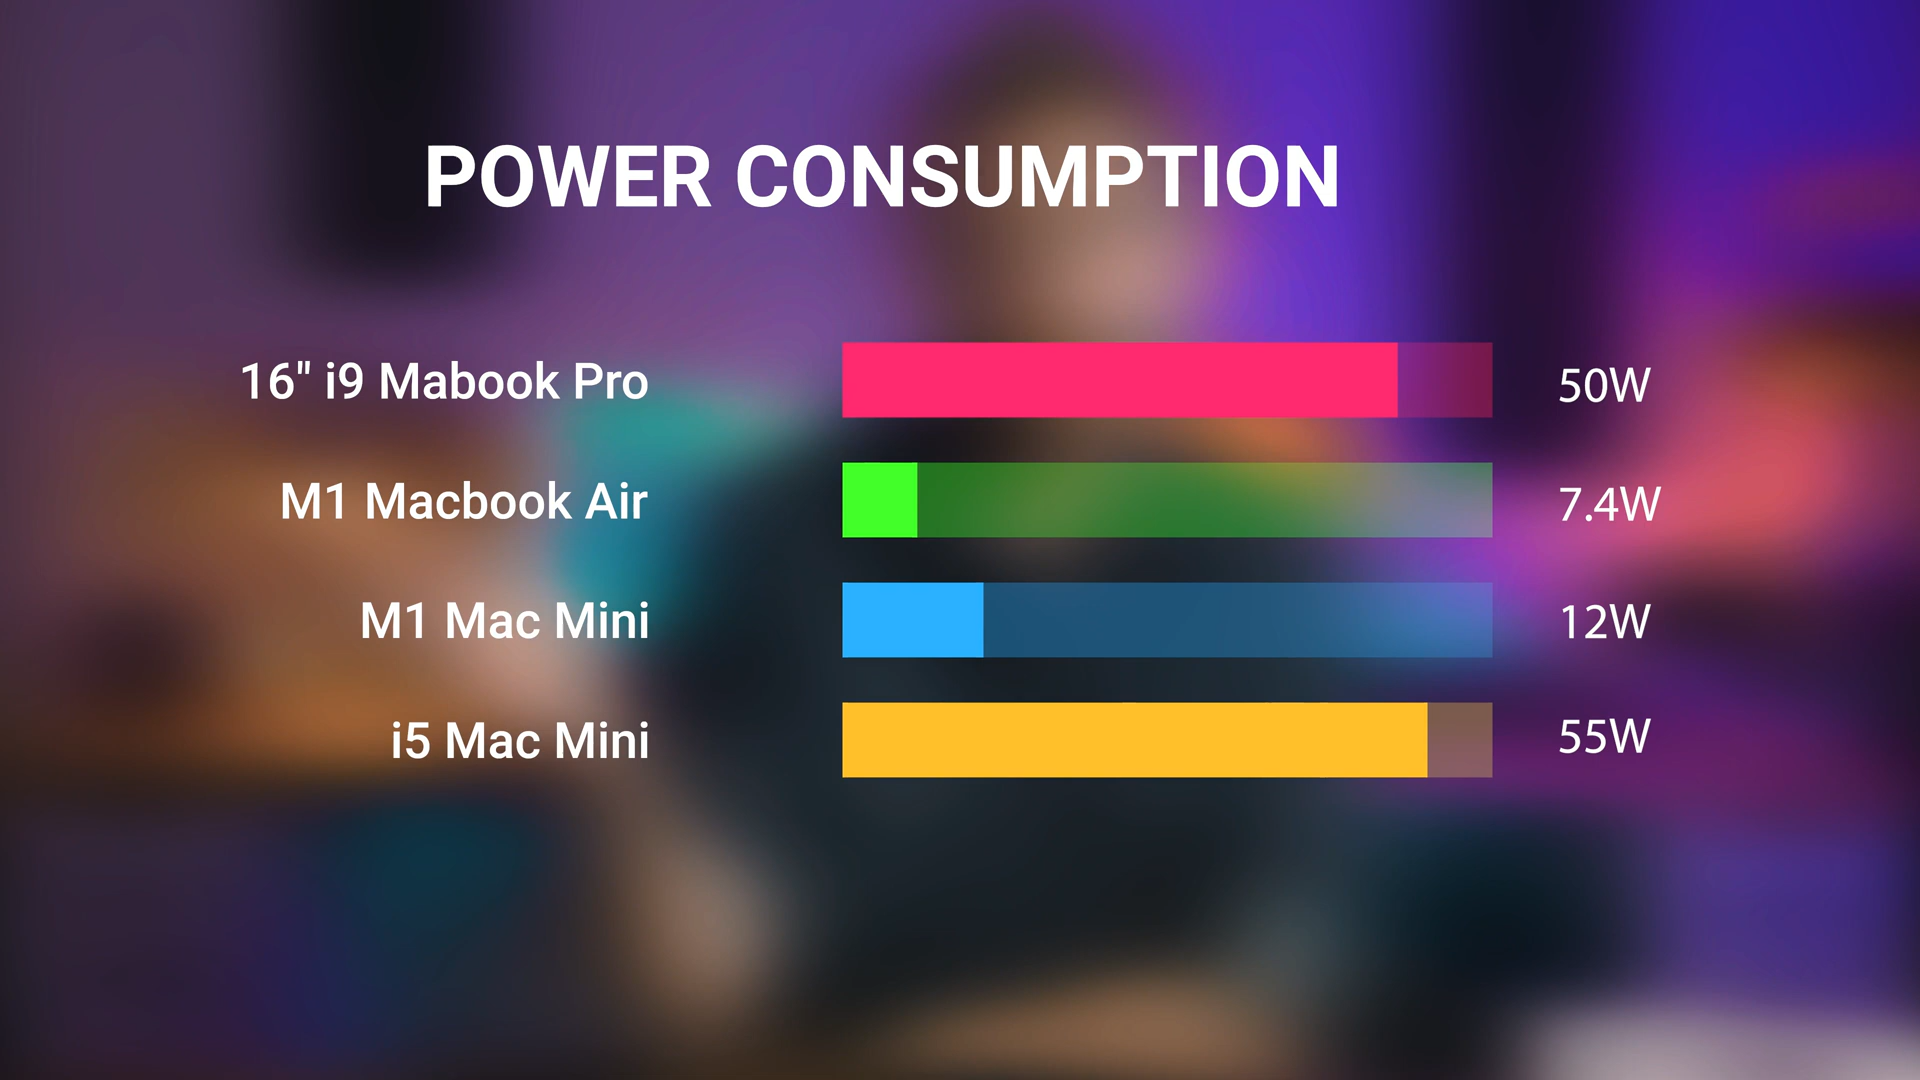 POWER CONSUMPTION
16" i9 Mabook Pro 50W
M1 Macbook Air 7.4W
M1 Mac Mini 12W
i5 Mac Mini 55W